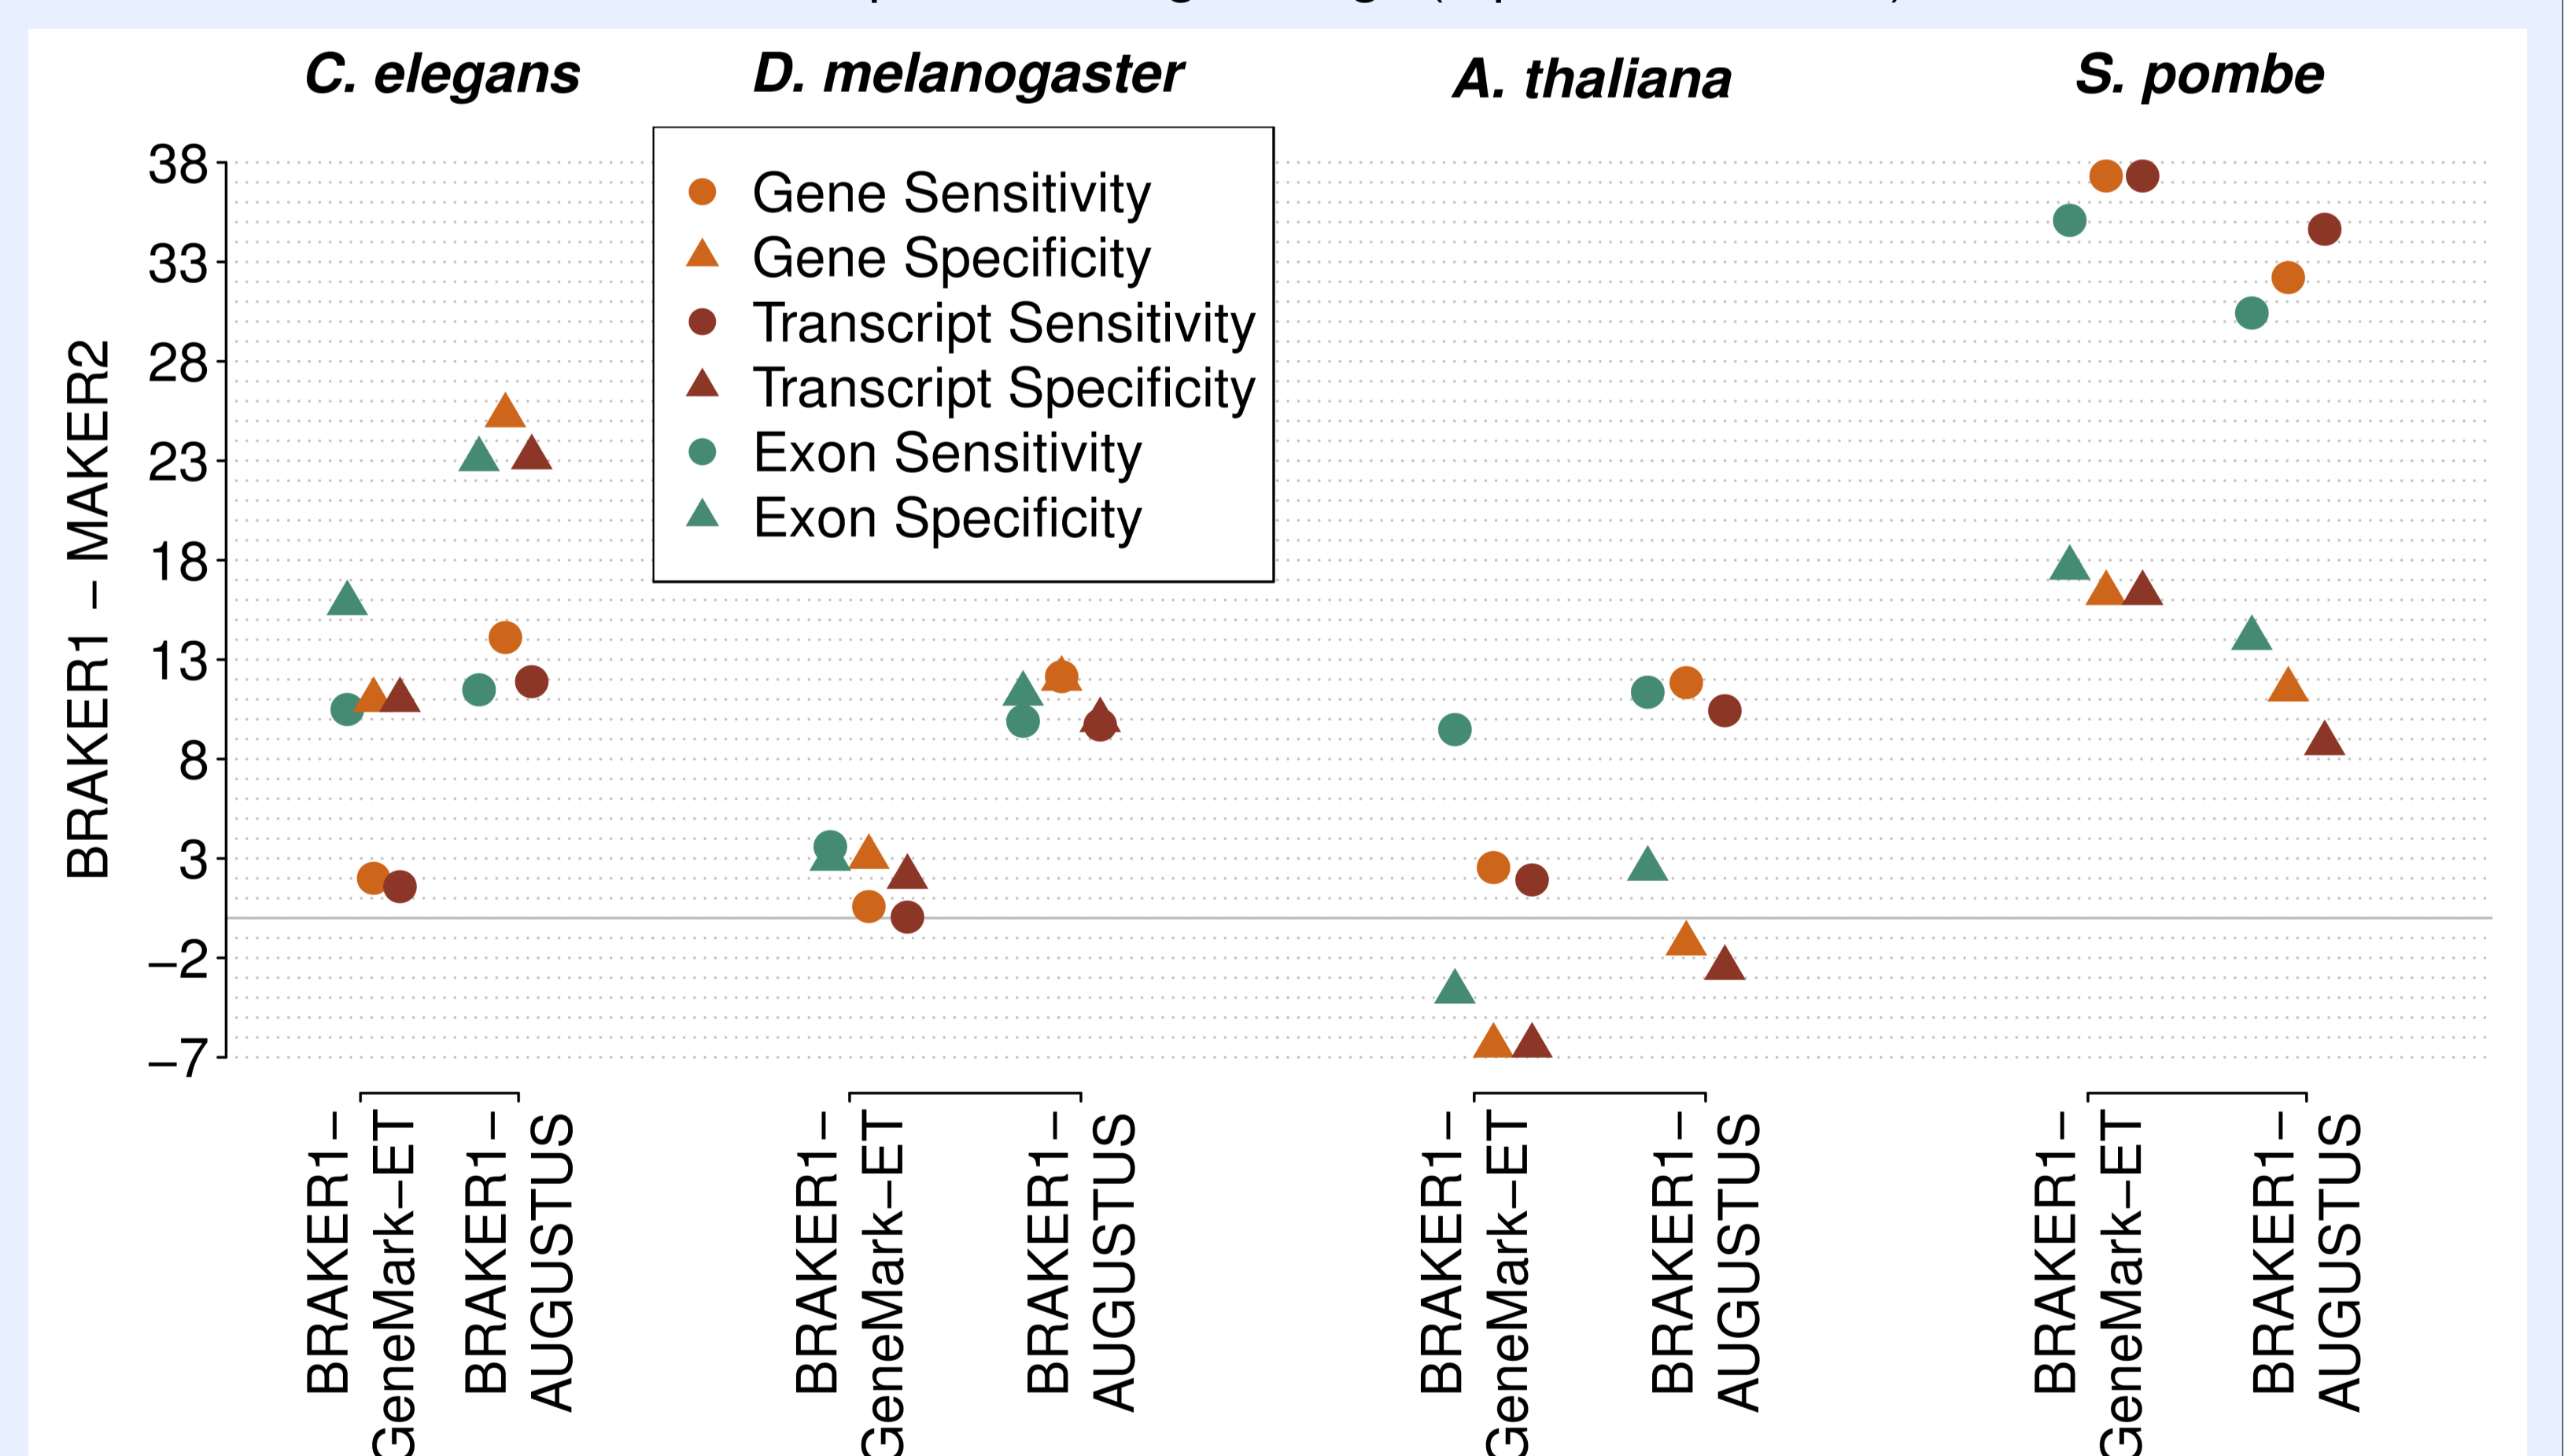 C. elegans
D. melanogaster
A. thaliana
S. pombe
BRAKER1 – MAKER2
38
33
28
23
18
13
8
3
–2
–7
Gene Sensitivity
Gene Specificity
Transcript Sensitivity
Transcript Specificity
Exon Sensitivity
Exon Specificity
BRAKER1–
GeneMark–ET
BRAKER1–
AUGUSTUS
BRAKER1–
GeneMark–ET
BRAKER1–
AUGUSTUS
BRAKER1–
GeneMark–ET
BRAKER1–
AUGUSTUS
BRAKER1–
GeneMark–ET
BRAKER1–
AUGUSTUS